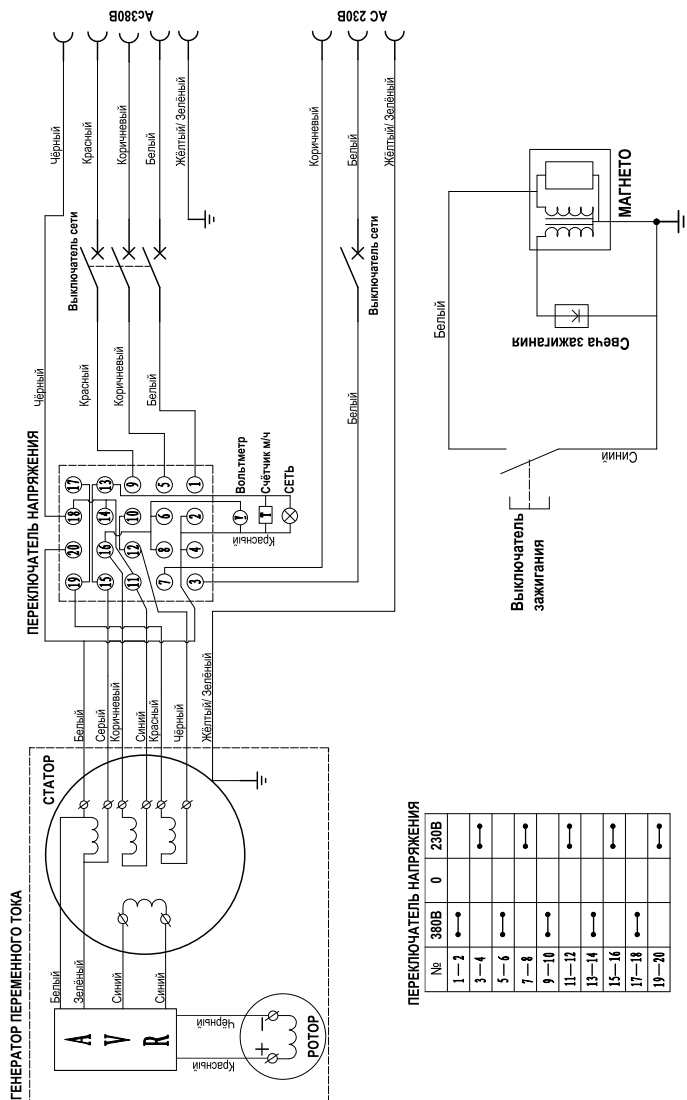 ГЕНЕРАТОР ПЕРЕМЕННОГО ТОКА
Белый
Зелёный
Синий
Синий
A V R
Чёрный
Красный
РОТОР
+
−
СТАТОР
Белый
Серый
Коричневый
Синий
Красный
Чёрный
Жёлтый/ Зелёный
ПЕРЕКЛЮЧАТЕЛЬ НАПРЯЖЕНИЯ
19 20 18 17
15 16 14 13
11 12 10 9
7 8 6 5
3 4 2 1
Вольтметр
Счётчик м/ч
СЕТЬ
Красный
Чёрный
Красный
Коричневый
Белый
Выключатель сети
Чёрный
Красный
Коричневый
Белый
Жёлтый/ Зелёный
Ac380В
Белый
Выключатель сети
Коричневый
Белый
Жёлтый/ Зелёный
AC 230В
ПЕРЕКЛЮЧАТЕЛЬ НАПРЯЖЕНИЯ
№ 380В 0 230В
1—2
3—4
5—6
7—8
9—10
11—12
13—14
15—16
17—18
19—20
Выключатель
зажигания
Белый
Синий
Свеча зажигания
МАГНЕТО